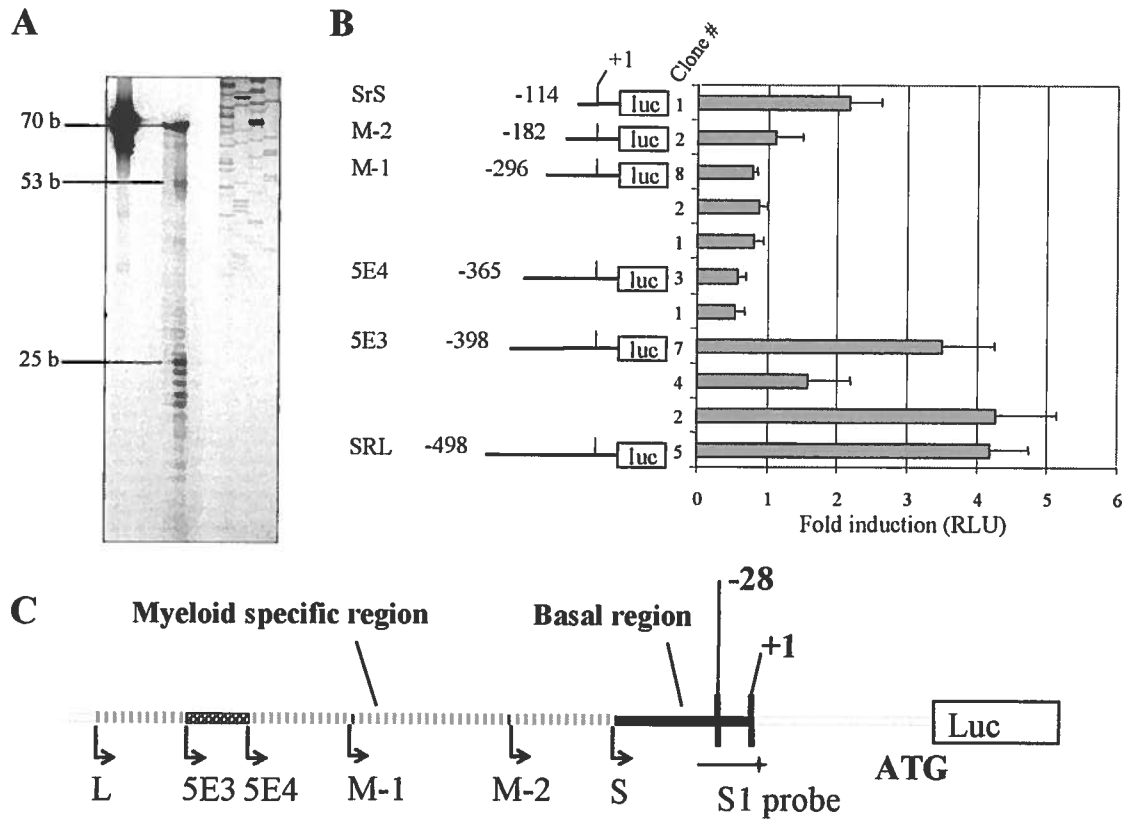 A
70 b
53 b
25 b
B
Clone #
+1
SrS -114 luc 1
M-2 -182 luc 2
M-1 -296 luc 8
2
1
5E4 -365 luc 3
1
5E3 -398 luc 7
4
2
SRL -498 luc 5
0 1 2 3 4 5 6
Fold induction (RLU)
C
Myeloid specific region
Basal region
-28
+1
Luc
ATG
L 5E3 5E4 M-1 M-2 S S1 probe